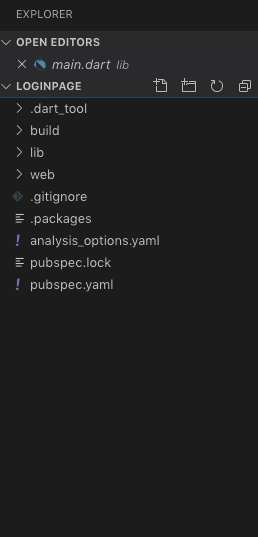 EXPLORER
OPEN EDITORS
main.dart lib
LOGINPAGE
.dart_tool
build
lib
web
.gitignore
.packages
! analysis_options.yaml
pubspec.lock
! pubspec.yaml